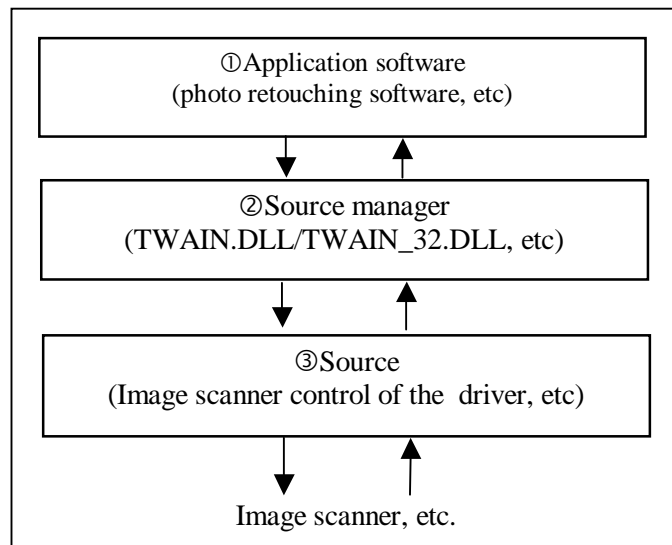 ①Application software
(photo retouching software, etc)
②Source manager
(TWAIN.DLL/TWAIN_32.DLL, etc)
③Source
(Image scanner control of the driver, etc)
Image scanner, etc.